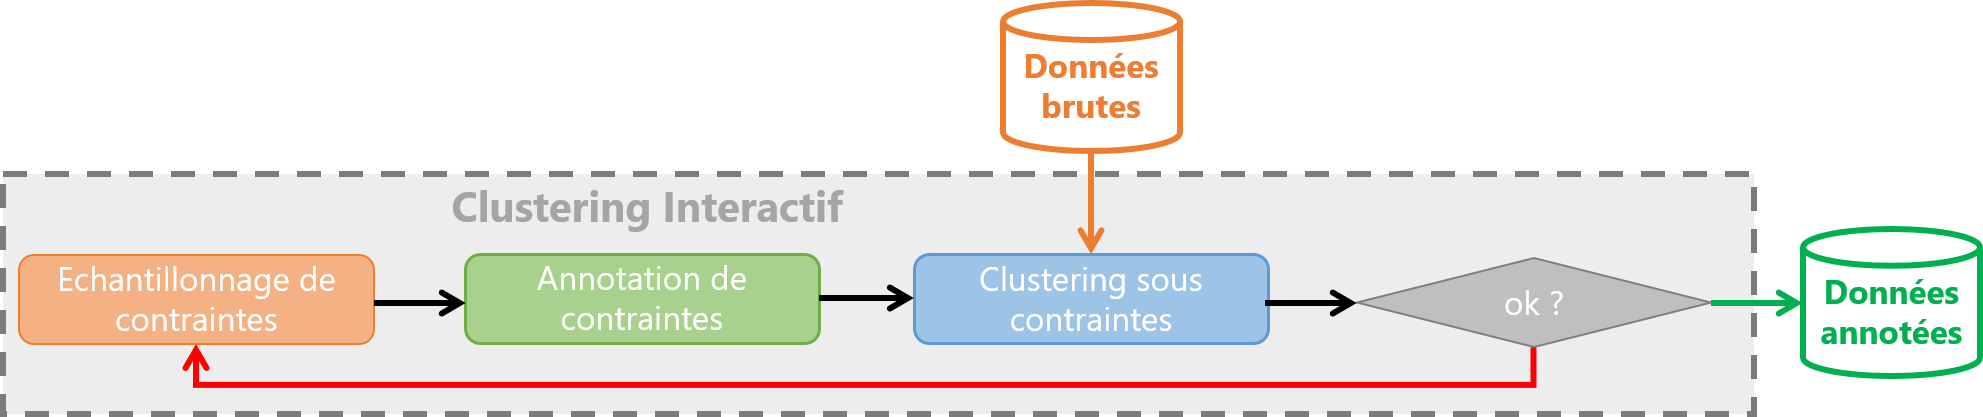 Données
brutes
Clustering Interactif
Echantillonnage de
contraintes
Annotation de
contraintes
Clustering sous
contraintes
ok ?
Données
annotées